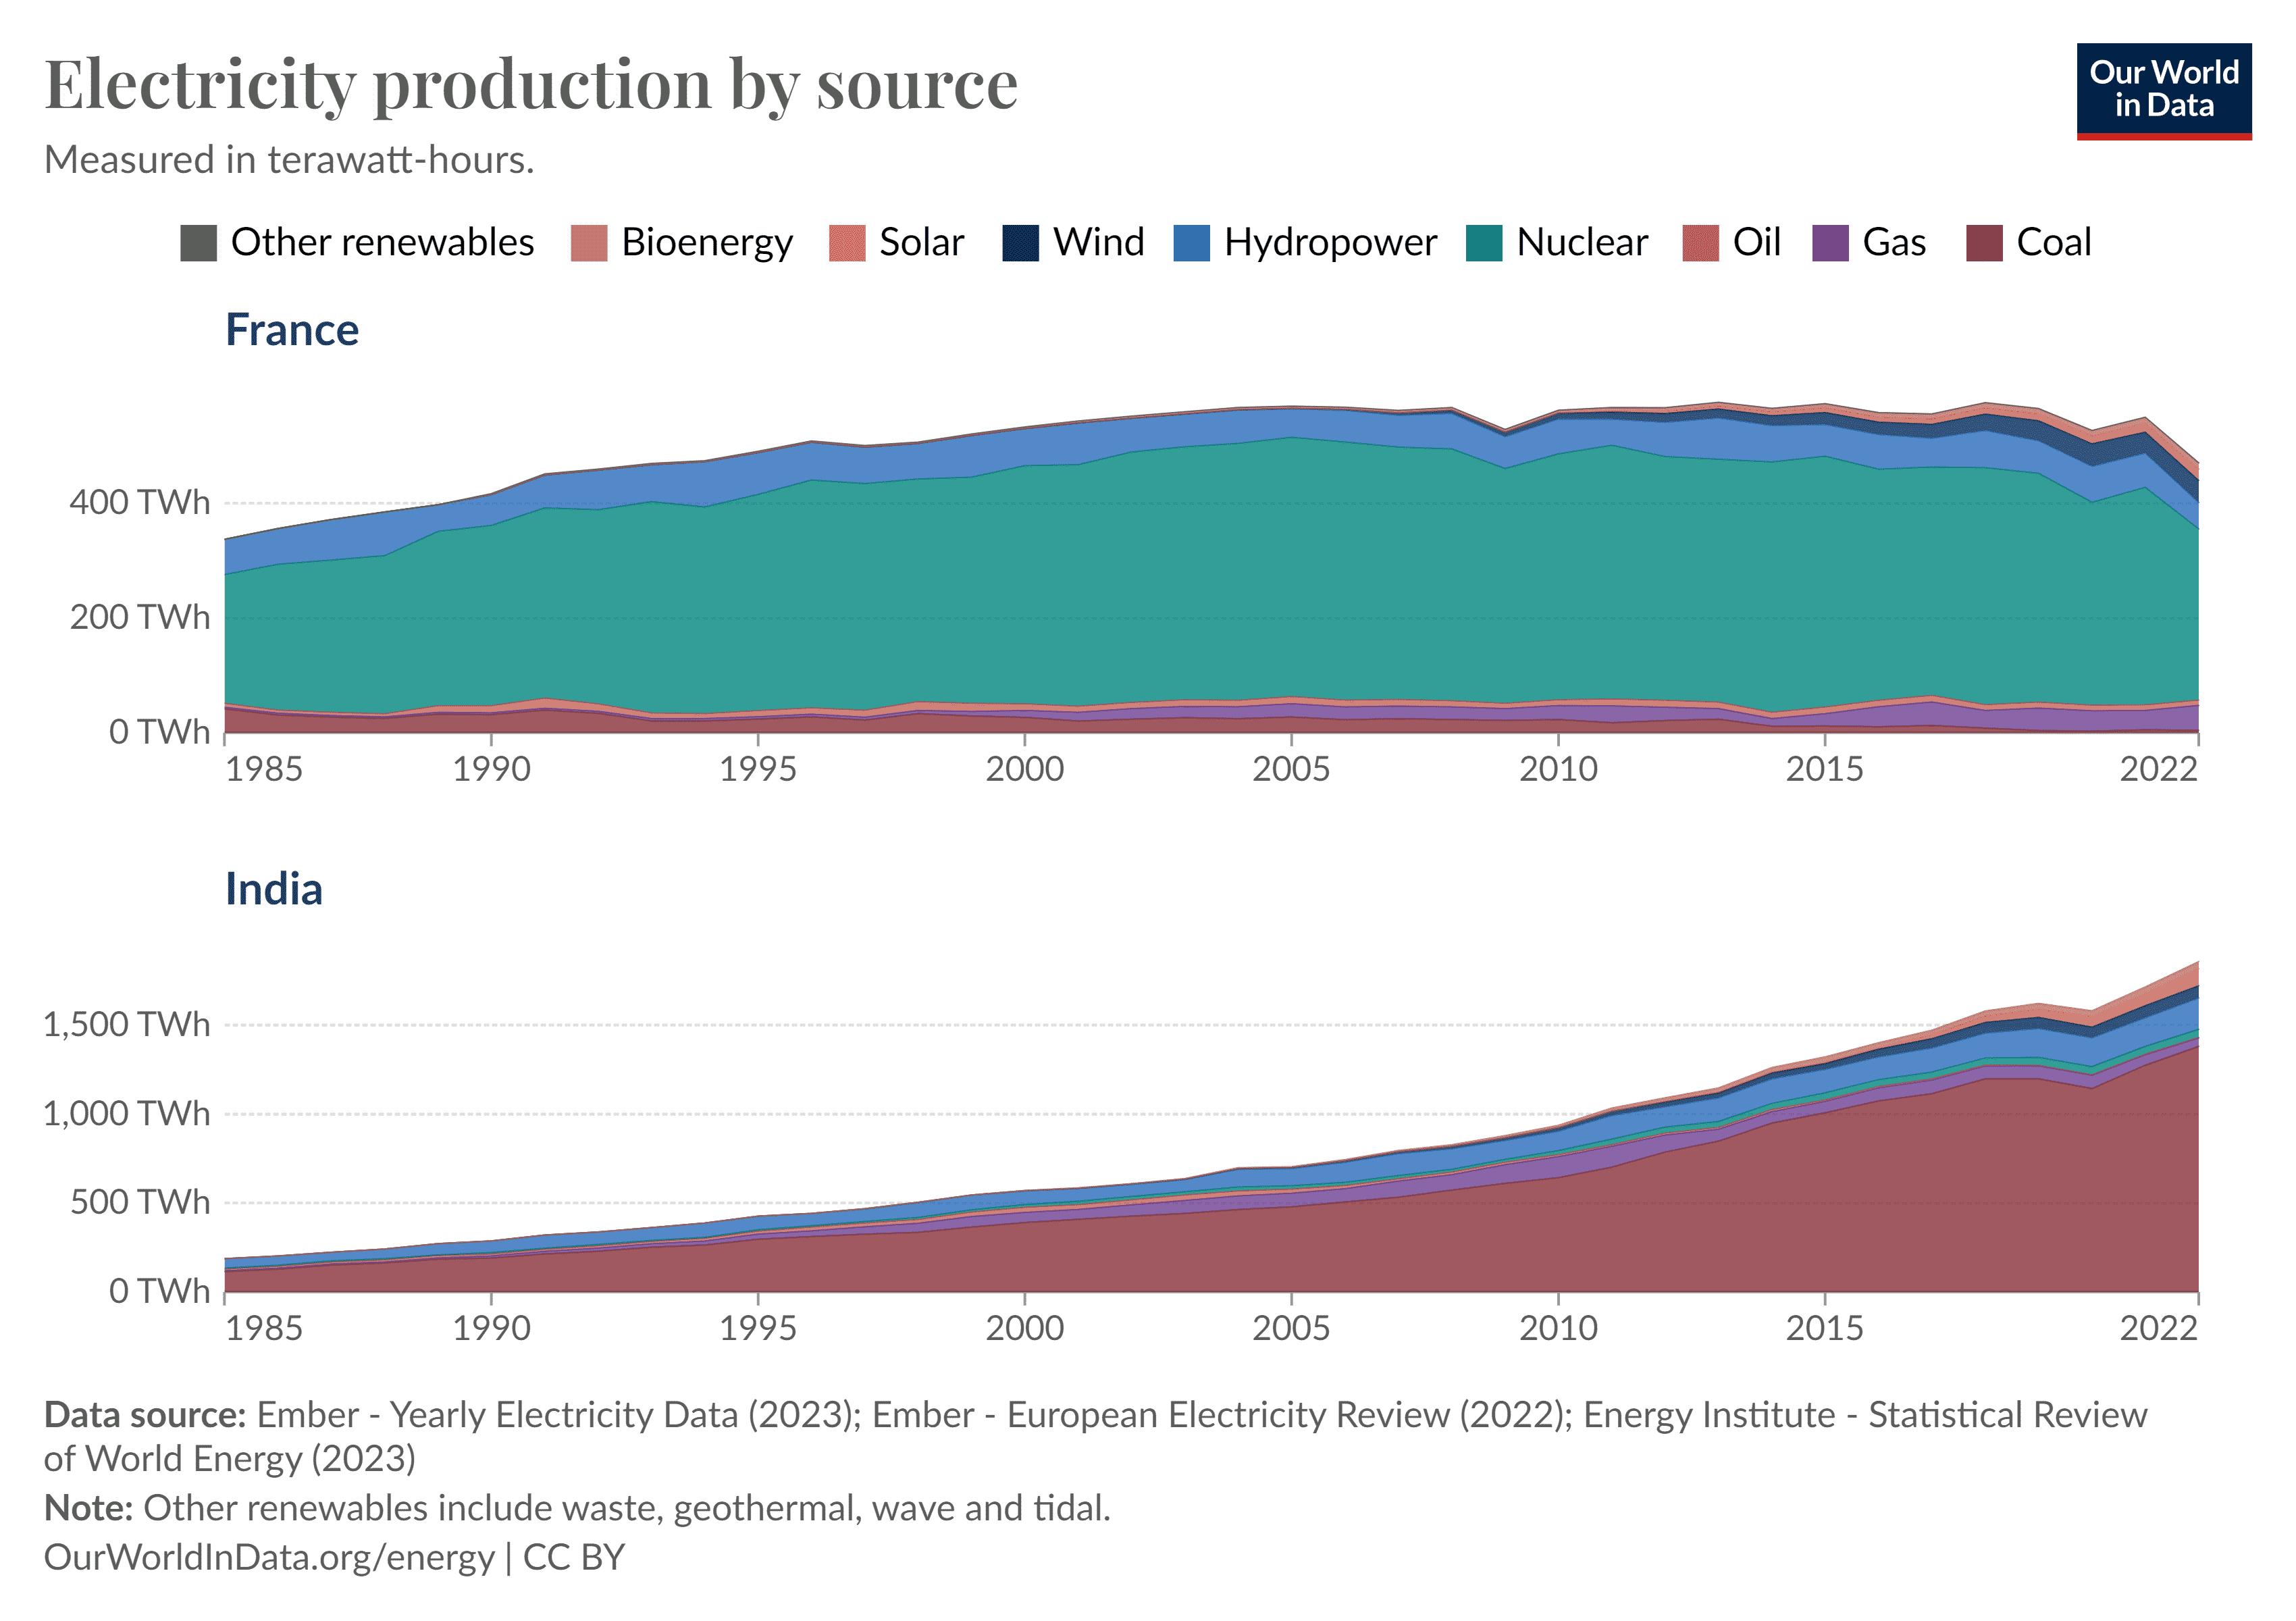 Electricity production by source
Our World
in Data
Measured in terawatt-hours.
Other renewables Bioenergy Solar Wind Hydropower Nuclear Oil Gas Coal
France
400 TWh
200 TWh
0 TWh
1985 1990 1995 2000 2005 2010 2015 2022
India
1,500 TWh
1,000 TWh
500 TWh
0 TWh
1985 1990 1995 2000 2005 2010 2015 2022
Data source: Ember - Yearly Electricity Data (2023); Ember - European Electricity Review (2022); Energy Institute - Statistical Review
of World Energy (2023)
Note: Other renewables include waste, geothermal, wave and tidal.
OurWorldInData.org/energy | CC BY